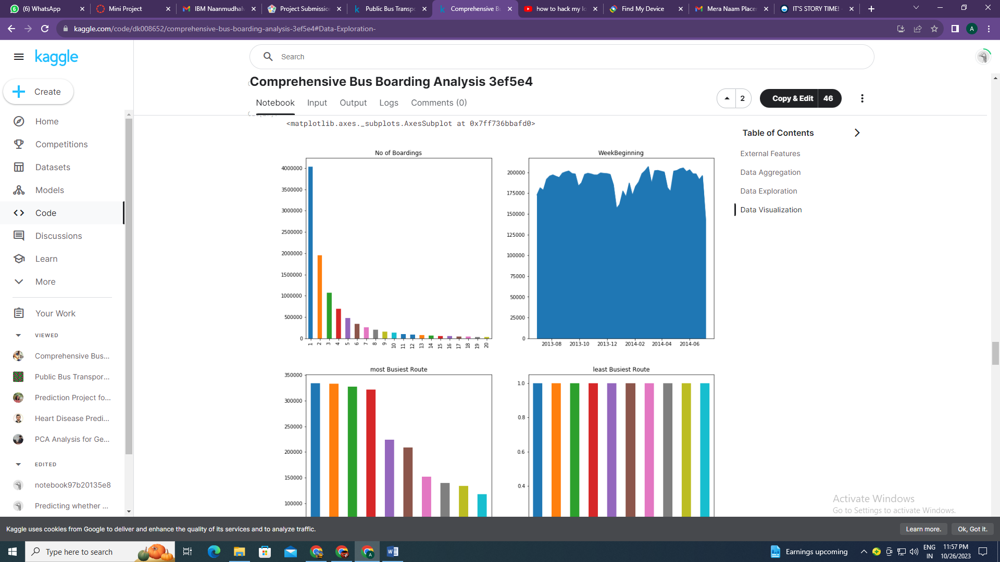 (6) WhatsApp
Mini Project
IBM Naanmudhal
Project Submission
Public Bus Transpo
Comprehensive Bu
how to hack my lo
Find My Device
Mera Naam Placem
IT'S STORY TIME! -
kaggle.com/code/dk008652/comprehensive-bus-boarding-analysis-3ef5e4#Data-Exploration-
A
kaggle
Search
Create
Home
Competitions
Datasets
Models
Code
Discussions
Learn
More
Your Work
VIEWED
Comprehensive Bus...
Public Bus Transpor...
Prediction Project fo...
Heart Disease Predi...
PCA Analysis for Ge...
EDITED
notebook97b20135e8
Predicting whether ...
Comprehensive Bus Boarding Analysis 3ef5e4
Notebook Input Output Logs Comments (0)
2
Copy & Edit 46
<matplotlib.axes._subplots.AxesSubplot at 0x7ff736bbafd0>
No of Boardings
4000000
3500000
3000000
2500000
2000000
1500000
1000000
500000
0
1 2 3 4 5 6 7 8 9 10 11 12 13 14 15 16 17 18 19 20
WeekBeginning
200000
175000
150000
125000
100000
75000
50000
25000
0
2013-08 2013-10 2013-12 2014-02 2014-04 2014-06
most Busiest Route
350000
300000
250000
200000
150000
100000
least Busiest Route
1.0
0.8
0.6
0.4
Table of Contents
External Features
Data Aggregation
Data Exploration
Data Visualization
Activate Windows
Go to Settings to activate Windows.
Kaggle uses cookies from Google to deliver and enhance the quality of its services and to analyze traffic.
Learn more.
Ok, Got it.
Type here to search
Earnings upcoming
ENG
IN
11:57 PM
10/26/2023